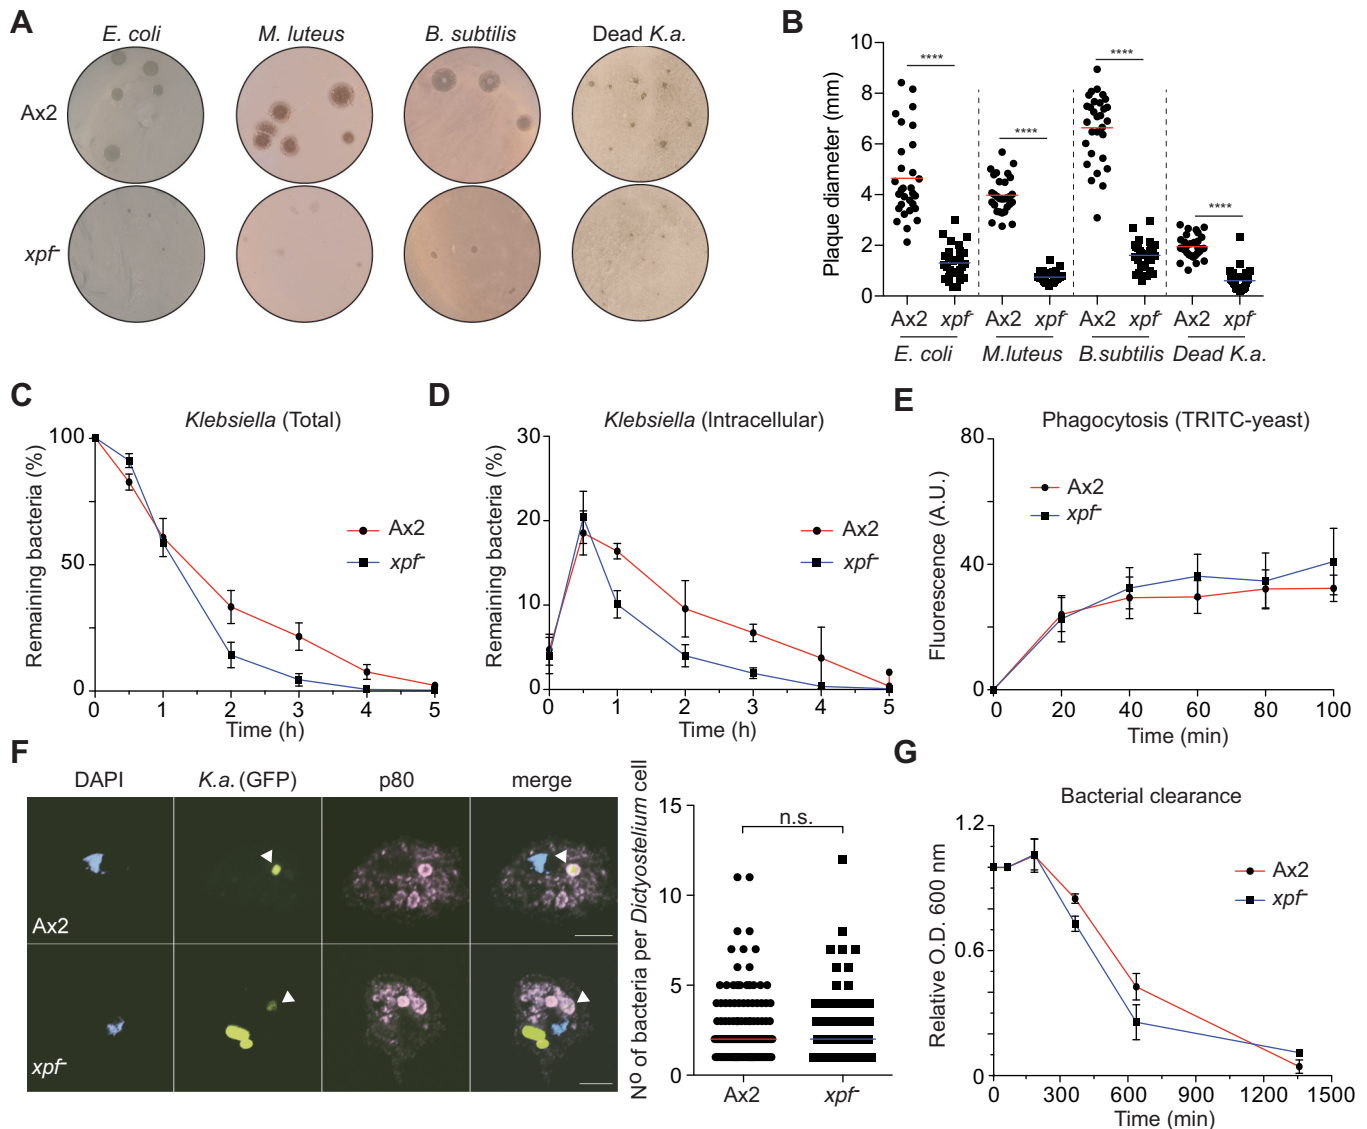 A
E. coli
M. luteus
B. subtilis
Dead K.a.
Ax2
xpf-
B
Plaque diameter (mm)
10
8
6
4
2
0
****
****
****
****
Ax2
xpf-
Ax2
xpf-
Ax2
xpf-
Ax2
xpf-
E. coli
M.luteus
B.subtilis
Dead K.a.
C
Klebsiella (Total)
Remaining bacteria (%)
100
50
0
0
1
2
3
4
5
Time (h)
Ax2
xpf-
D
Klebsiella (Intracellular)
Remaining bacteria (%)
30
20
10
0
0
1
2
3
4
5
Time (h)
Ax2
xpf-
E
Phagocytosis (TRITC-yeast)
Fluorescence (A.U.)
80
40
0
0
20
40
60
80
100
Time (min)
Ax2
xpf-
F
DAPI
K.a. (GFP)
p80
merge
Ax2
xpf-
Nº of bacteria per Dictyostelium cell
15
10
5
0
n.s.
Ax2
xpf-
G
Bacterial clearance
Relative O.D. 600 nm
1.2
0.6
0
0
300
600
900
1200
1500
Time (min)
Ax2
xpf-